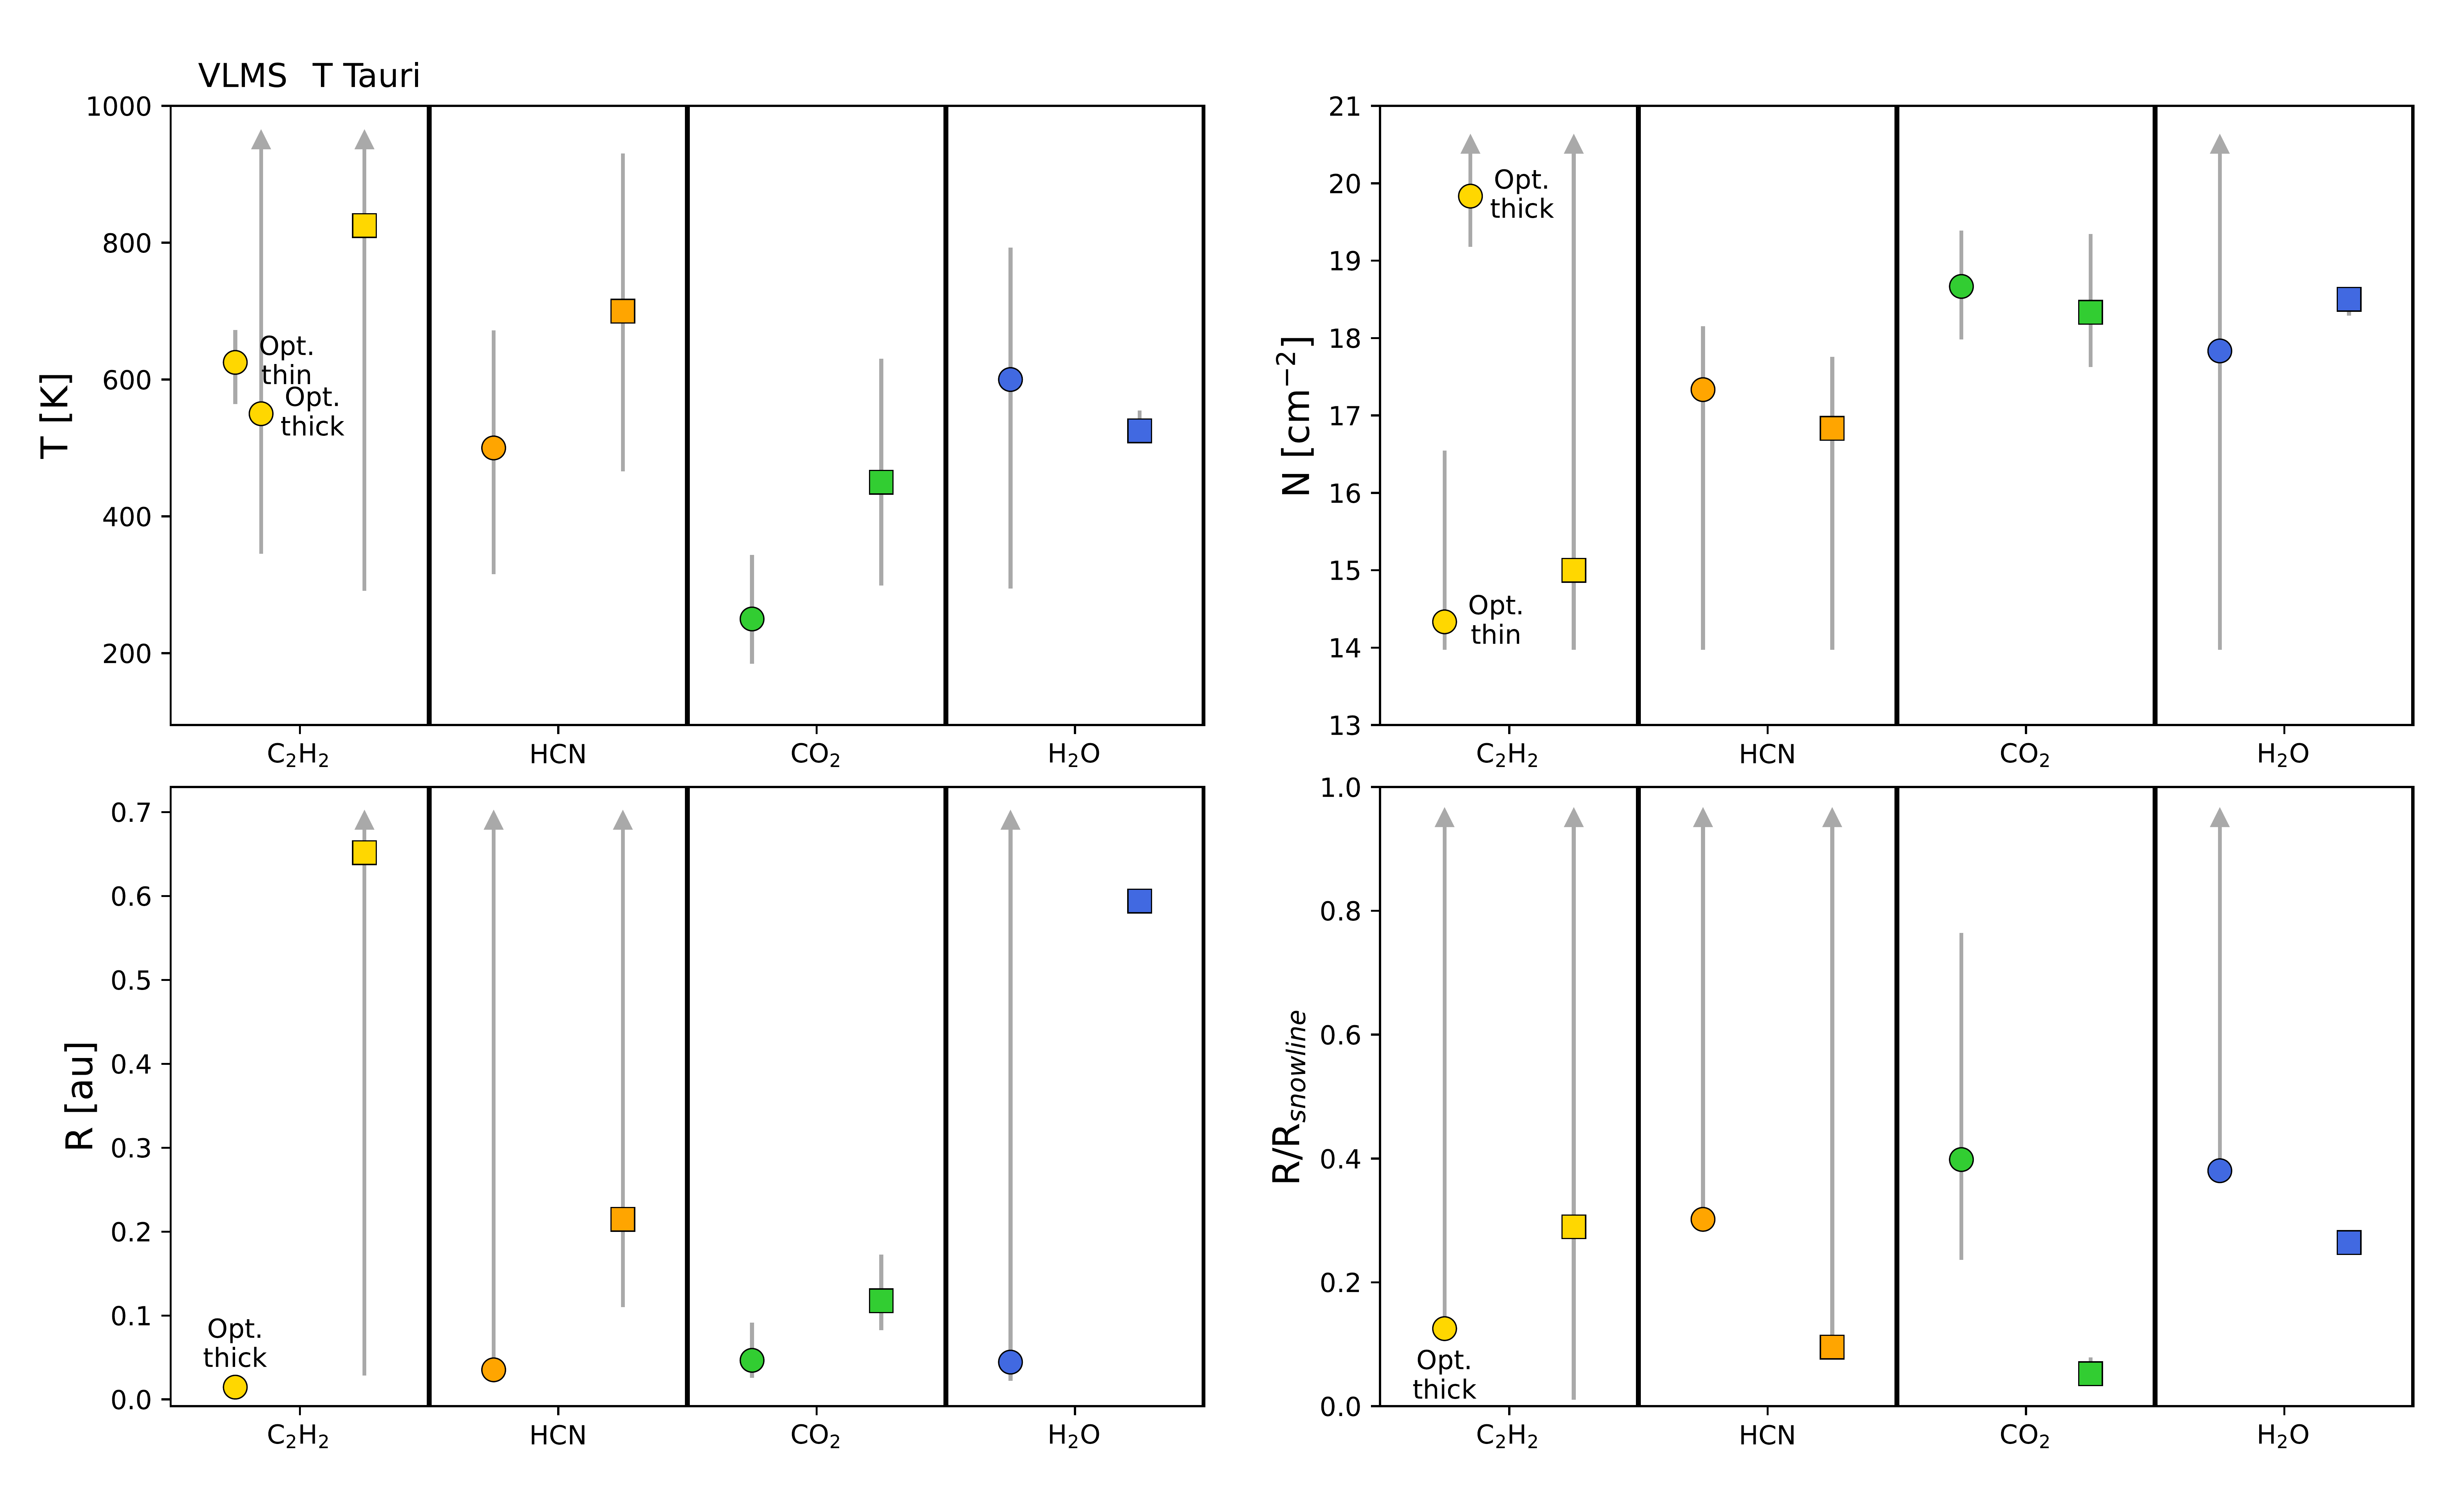 VLMS T Tauri
1000
800
600
400
200
T [K]
Opt.
thin
Opt.
thick
C₂H₂
HCN
CO₂
H₂O
21
20
19
18
17
16
15
14
13
N [cm⁻²]
Opt.
thick
Opt.
thin
C₂H₂
HCN
CO₂
H₂O
0.7
0.6
0.5
0.4
0.3
0.2
0.1
0.0
R [au]
Opt.
thick
C₂H₂
HCN
CO₂
H₂O
1.0
0.8
0.6
0.4
0.2
0.0
R/Rsnowline
Opt.
thick
C₂H₂
HCN
CO₂
H₂O